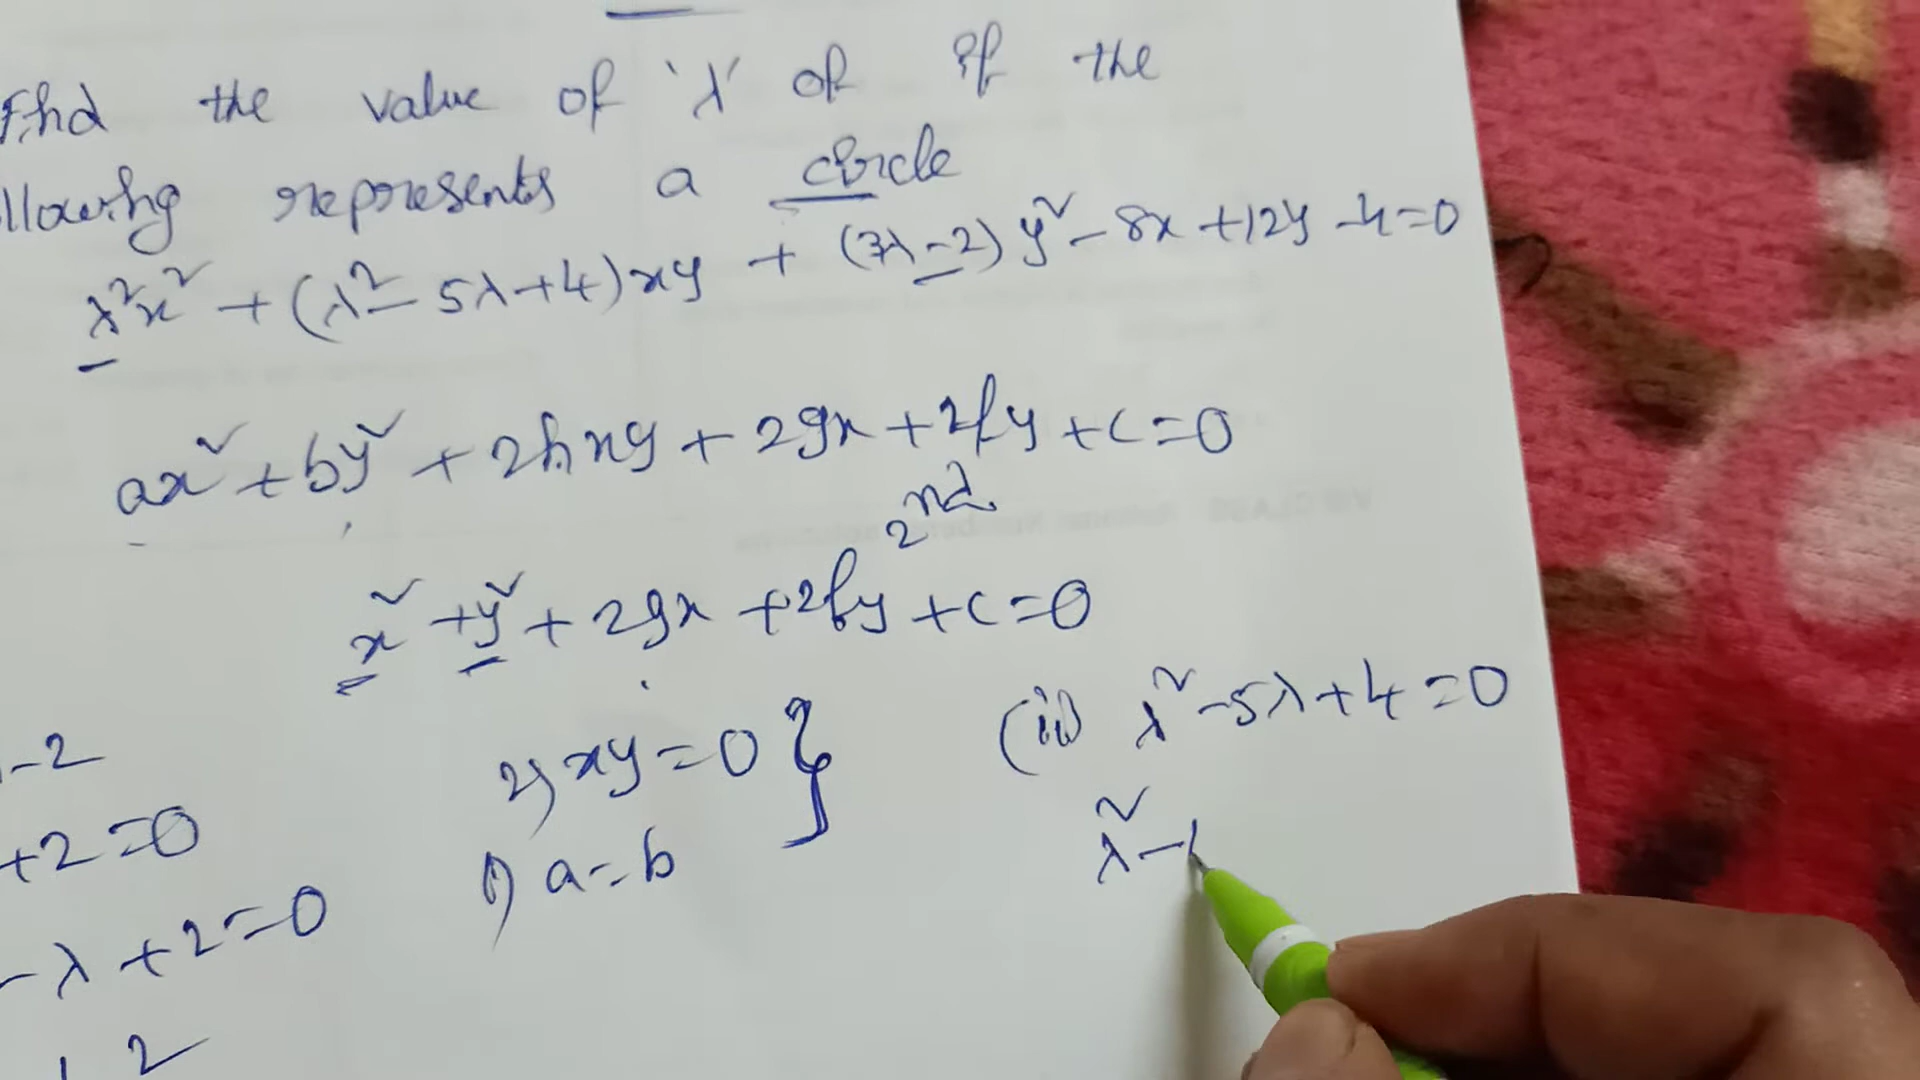 Find the value of 'λ' of if the
llowing represents a circle
λ²x² + (λ² - 5λ + 4)xy + (3λ - 2)y² - 8x + 12y - 4 = 0
ax² + by² + 2hxy + 2gx + 2fy + c = 0
2nd
x² + y² + 2gx + 2fy + c = 0
(ii) λ² - 5λ + 4 = 0
- 2
2) xy = 0 }
λ² -
+ 2 = 0
1) a = b
- λ + 2 = 0
2